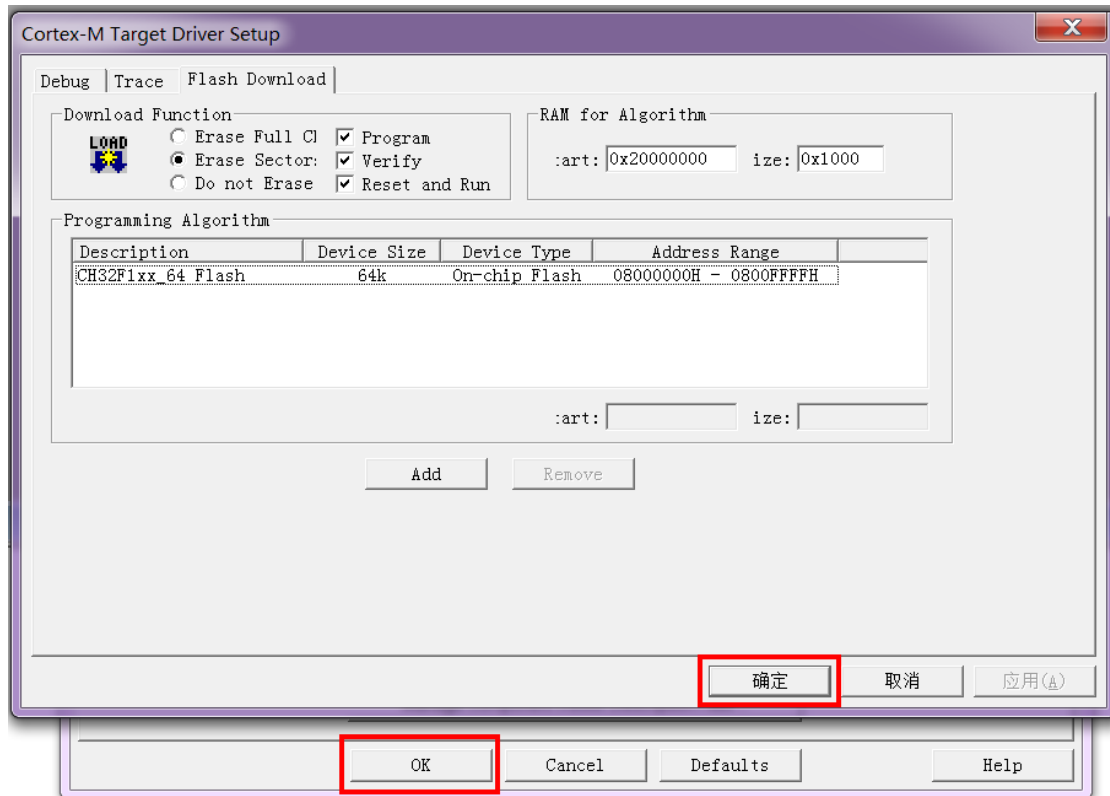 Cortex-M Target Driver Setup
X
Debug Trace Flash Download
Download Function
LOAD
Erase Full Cl
Program
Erase Sector:
Verify
Do not Erase
Reset and Run
RAM for Algorithm
:art: 0x20000000 ize: 0x1000
Programming Algorithm
Description Device Size Device Type Address Range
CH32F1xx_64 Flash 64k On-chip Flash 08000000H - 0800FFFFH
:art: ize:
Add Remove
确定 取消 应用(A)
OK Cancel Defaults Help